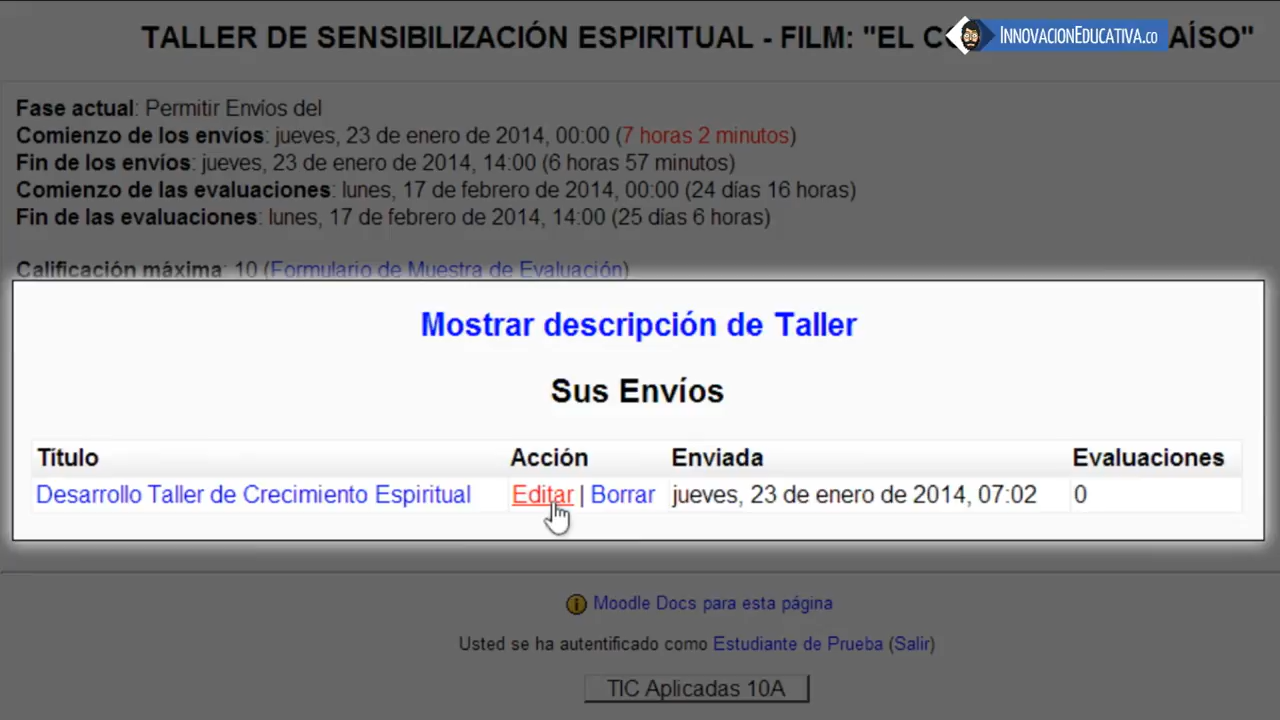 TALLER DE SENSIBILIZACIÓN ESPIRITUAL - FILM: "EL CO AÍSO"
INNOVACIONEDUCATIVA.CO
Fase actual: Permitir Envíos del
Comienzo de los envíos: jueves, 23 de enero de 2014, 00:00 (7 horas 2 minutos)
Fin de los envíos: jueves, 23 de enero de 2014, 14:00 (6 horas 57 minutos)
Comienzo de las evaluaciones: lunes, 17 de febrero de 2014, 00:00 (24 días 16 horas)
Fin de las evaluaciones: lunes, 17 de febrero de 2014, 14:00 (25 días 6 horas)
Calificación máxima: 10 (Formulario de Muestra de Evaluación)
Mostrar descripción de Taller
Sus Envíos
Título Acción Enviada Evaluaciones
Desarrollo Taller de Crecimiento Espiritual Editar | Borrar jueves, 23 de enero de 2014, 07:02 0
Moodle Docs para esta página
Usted se ha autentificado como Estudiante de Prueba (Salir)
TIC Aplicadas 10A